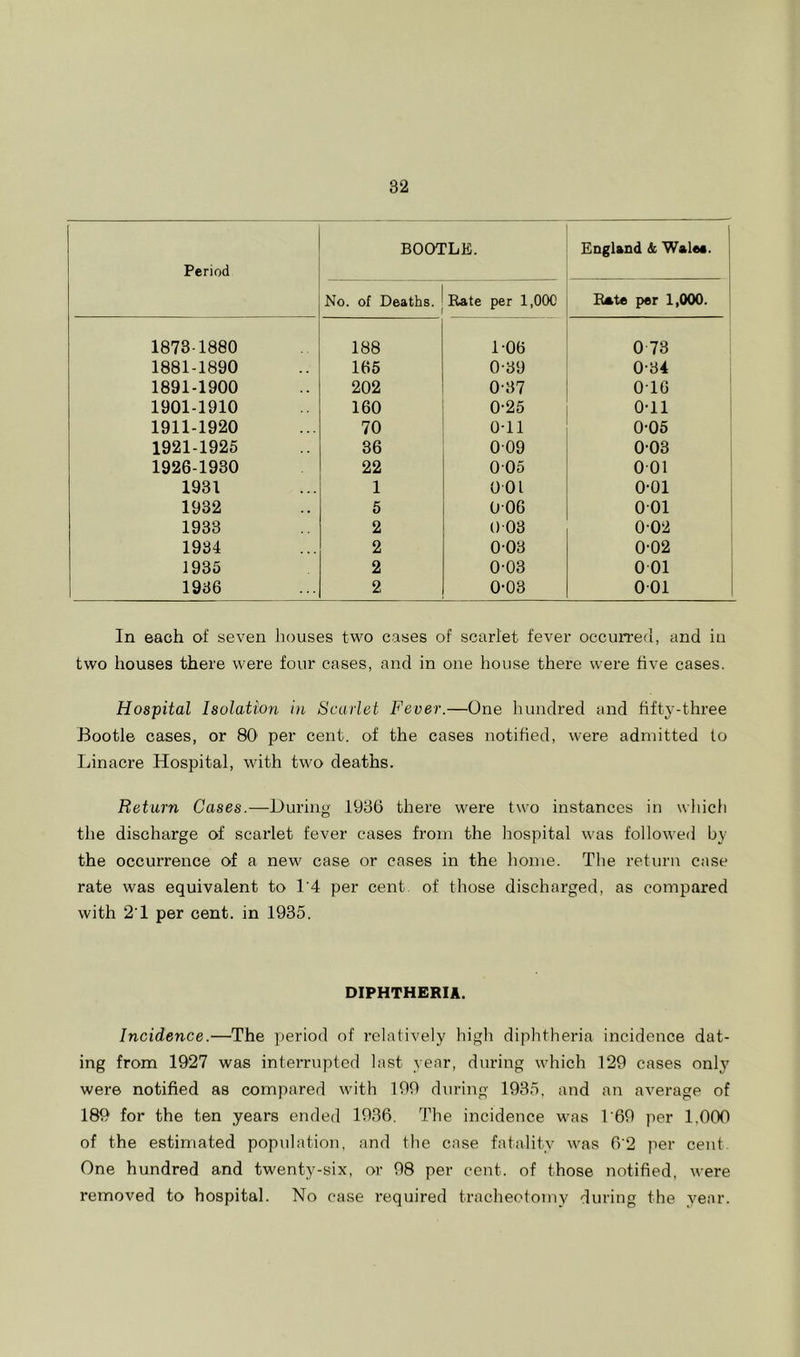 32
Period BOOTLE. England & Wales.
No. of Deaths. Rate per 1,000 Rate per 1,000.
1873-1880 .. 188 1·06 0·73
1881-1890 .. 165 0·39 0·34
1891-1900 .. 202 0·37 0·16
1901-1910 .. 160 0·25 0·11
1911-1920 ... 70 0·11 0·05
1921-1925 .. 36 0·09 0·03
1926-1930 . 22 0·05 0·01
1931 ... 1 0·01 0·01
1932 .. 5 0·06 0·01
1933 .. 2 0·03 0·02
1934 ... 2 0·03 0·02
1935 . 2 0·03 0·01
1936 ... 2 0·03 0·01
In each of seven houses two cases of scarlet fever occurred, and in
two houses there were four cases, and in one house there were five cases.
Hospital Isolation in Scarlet Fever.—One hundred and fifty-three
Bootle cases, or 80 per cent. of the cases notified, were admitted to
Linacre Hospital, with two deaths.
Return Cases.—During 1936 there were two instances in which
the discharge of scarlet fever cases from the hospital was followed by
the occurrence of a new case or cases in the home. The return case
rate was equivalent to 1·4 per cent. of those discharged, as compared
with 2·1 per cent. in 1935.
DIPHTHERIA.
Incidence.—The period of relatively high diphtheria incidence dat-
ing from 1927 was interrupted last year, during which 129 cases only
were notified as compared with 199 during 1935, and an average of
189 for the ten years ended 1936. The incidence was 1·69 per 1,000
of the estimated population, and the case fatality was 6·2 per cent.
One hundred and twenty-six, or 98 per cent. of those notified, were
removed to hospital. No case required tracheotomy during the year.